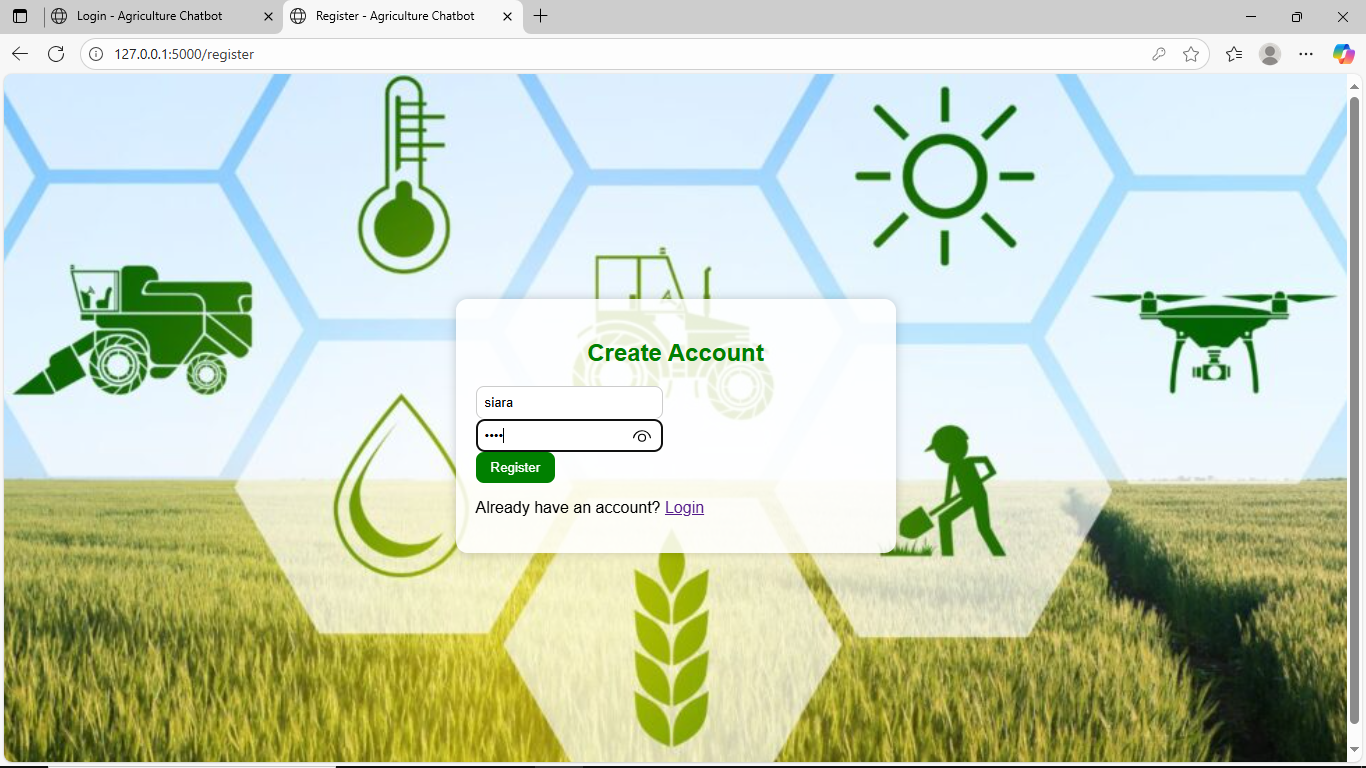 Login - Agriculture Chatbot
Register - Agriculture Chatbot
127.0.0.1:5000/register
Create Account
siara
••••
Register
Already have an account? Login